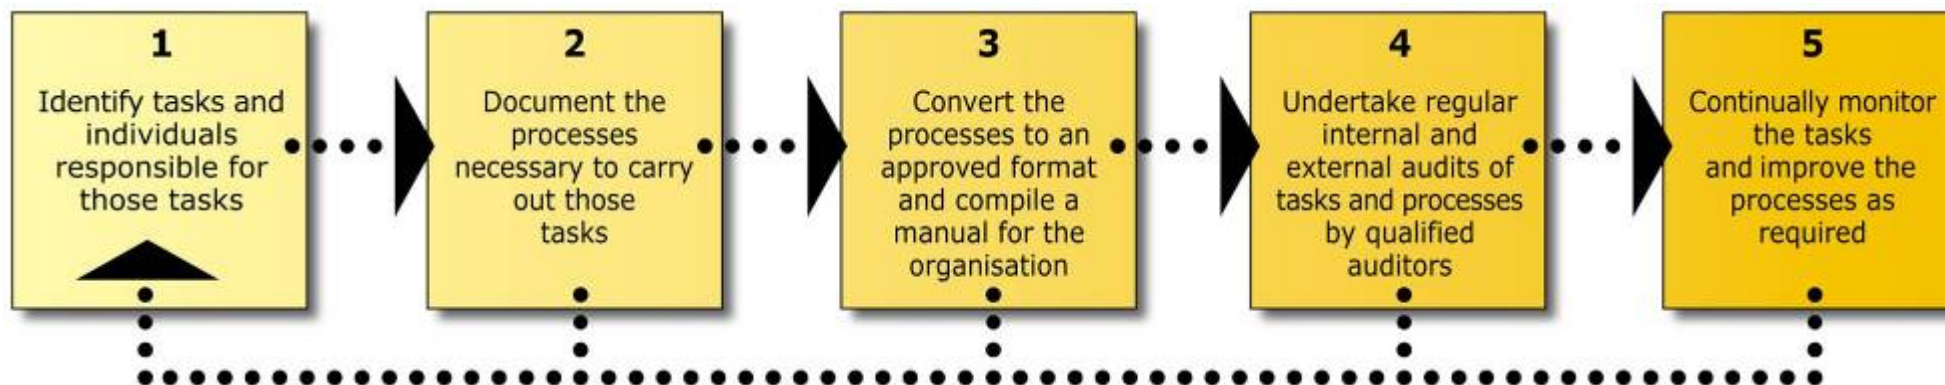 1
Identify tasks and
individuals
responsible for
those tasks
2
Document the
processes
necessary to carry
out those
tasks
3
Convert the
processes to an
approved format
and compile a
manual for the
organisation
4
Undertake regular
internal and
external audits of
tasks and processes
by qualified
auditors
5
Continually monitor
the tasks
and improve the
processes as
required